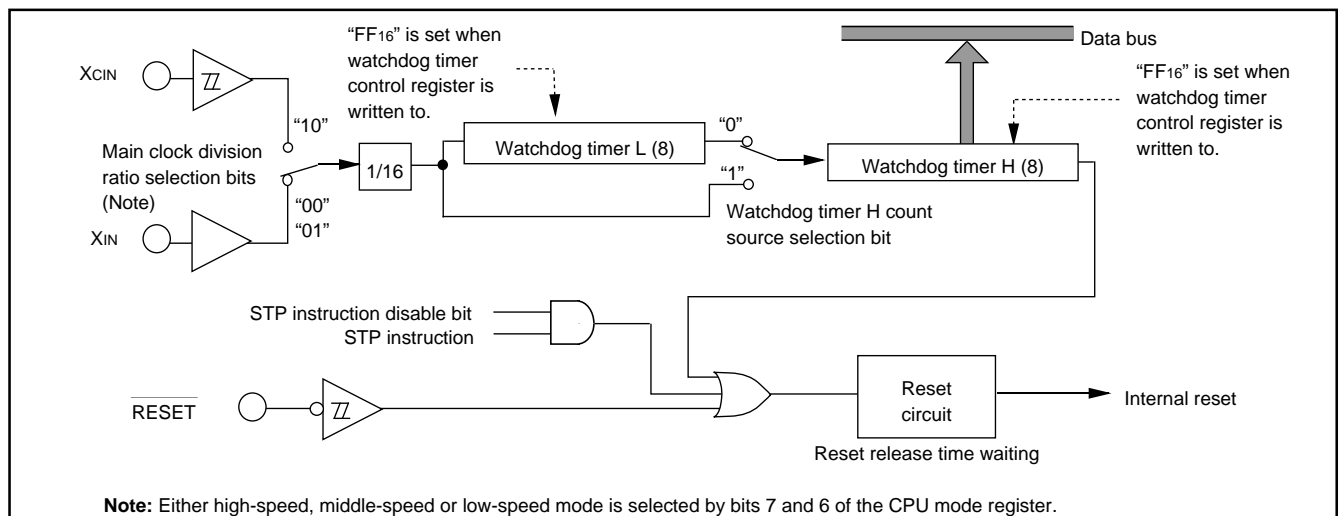 “FF16” is set when
watchdog timer
control register is
written to.
Data bus
“FF16” is set when
watchdog timer
control register is
written to.
XCIN
“10”
Main clock division
ratio selection bits
(Note)
“00”
“01”
XIN
1/16
Watchdog timer L (8)
“0”
“1”
Watchdog timer H count
source selection bit
Watchdog timer H (8)
STP instruction disable bit
STP instruction
RESET
Reset
circuit
Reset release time waiting
Internal reset
Note: Either high-speed, middle-speed or low-speed mode is selected by bits 7 and 6 of the CPU mode register.